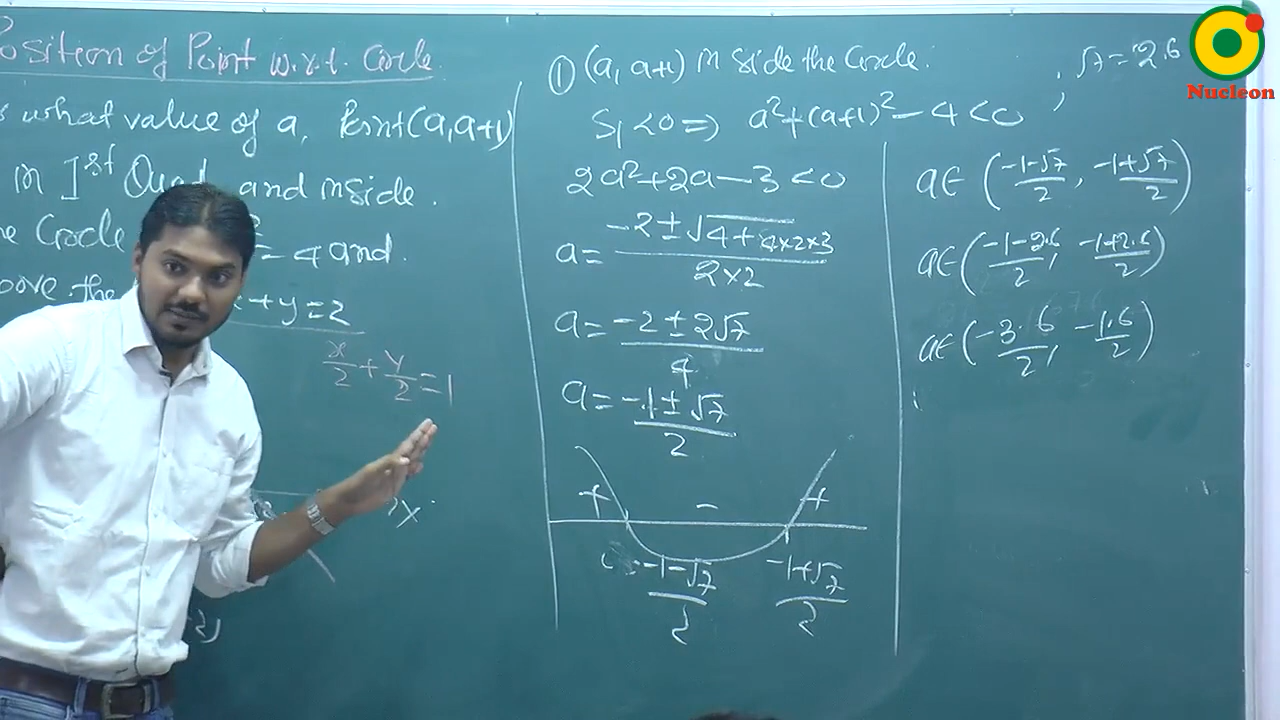 Position of Point w.r.t. Circle
what value of a, Point (a, a+1)
in Ist Quad and inside.
Circle = 4 and
the x+y=2
x/2 + y/2 = 1
x
① (a, a+1) inside the Circle.
S₁<0 ⇒ a²+(a+1)²-4<0
2a²+2a-3<0
a = (-2±√(4+4×2×3))/(2×2)
a = (-2±2√7)/4
a = (-1±√7)/2
+ - +
(-1-√7)/2 (-1+√7)/2
, √7 = 2.6
a∈ ((-1-√7)/2, (-1+√7)/2)
a∈ ((-1-2.6)/2, (-1+2.6)/2)
a∈ (-3.6/2, -1.6/2)
Nucleon